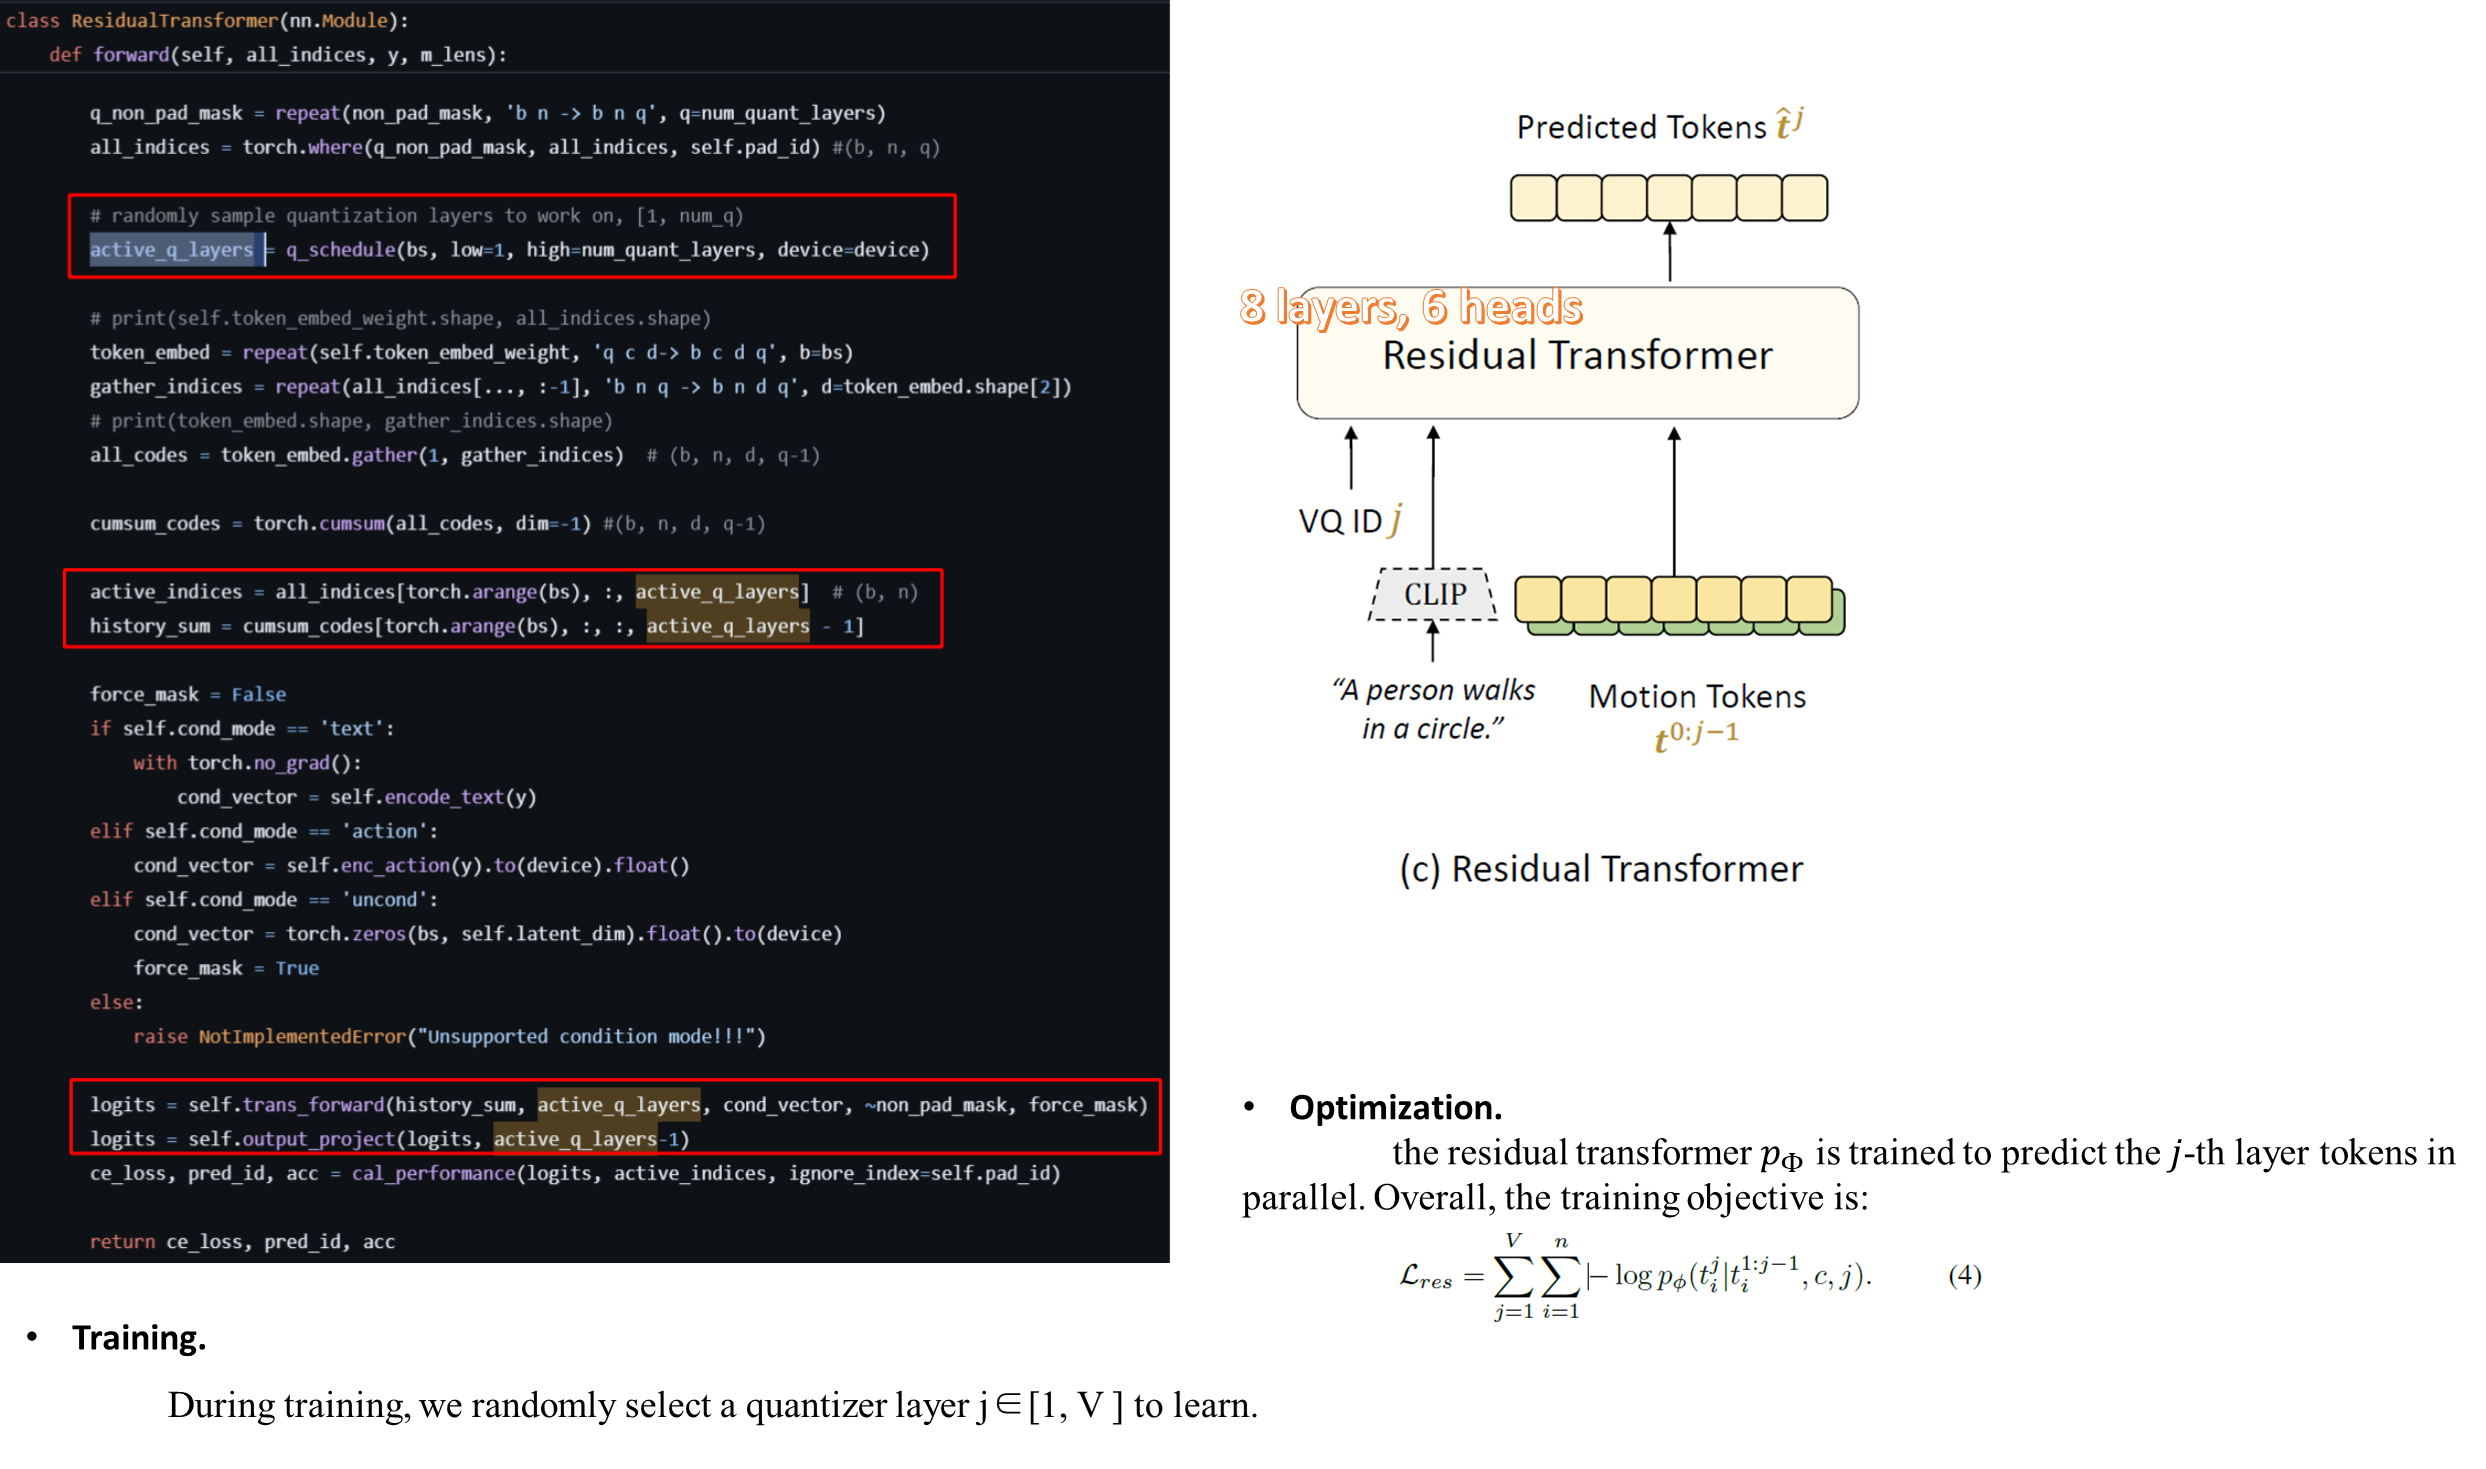 class ResidualTransformer(nn.Module):
def forward(self, all_indices, y, m_lens):
q_non_pad_mask = repeat(non_pad_mask, 'b n -> b n q', q=num_quant_layers)
all_indices = torch.where(q_non_pad_mask, all_indices, self.pad_id) #(b, n, q)
# randomly sample quantization layers to work on, [1, num_q)
active_q_layers = q_schedule(bs, low=1, high=num_quant_layers, device=device)
# print(self.token_embed_weight.shape, all_indices.shape)
token_embed = repeat(self.token_embed_weight, 'q c d-> b c d q', b=bs)
gather_indices = repeat(all_indices[..., :-1], 'b n q -> b n d q', d=token_embed.shape[2])
# print(token_embed.shape, gather_indices.shape)
all_codes = token_embed.gather(1, gather_indices)  # (b, n, d, q-1)
cumsum_codes = torch.cumsum(all_codes, dim=-1) #(b, n, d, q-1)
active_indices = all_indices[torch.arange(bs), :, active_q_layers]  # (b, n)
history_sum = cumsum_codes[torch.arange(bs), :, :, active_q_layers - 1]
force_mask = False
if self.cond_mode == 'text':
with torch.no_grad():
cond_vector = self.encode_text(y)
elif self.cond_mode == 'action':
cond_vector = self.enc_action(y).to(device).float()
elif self.cond_mode == 'uncond':
cond_vector = torch.zeros(bs, self.latent_dim).float().to(device)
force_mask = True
else:
raise NotImplementedError("Unsupported condition mode!!!")
logits = self.trans_forward(history_sum, active_q_layers, cond_vector, ~non_pad_mask, force_mask)
logits = self.output_project(logits, active_q_layers-1)
ce_loss, pred_id, acc = cal_performance(logits, active_indices, ignore_index=self.pad_id)
return ce_loss, pred_id, acc
• Training.
During training, we randomly select a quantizer layer j∈[1, V ] to learn.
Predicted Tokens t̂^j
8 layers, 6 heads
Residual Transformer
VQ ID j
CLIP
“A person walks
in a circle.”
Motion Tokens
t^{0:j−1}
(c) Residual Transformer
• Optimization.
the residual transformer p_Φ is trained to predict the j-th layer tokens in
parallel. Overall, the training objective is:
ℒ_res = ∑_{j=1}^{V} ∑_{i=1}^{n} − log p_ϕ(t_i^j|t_i^{1:j−1}, c, j). (4)